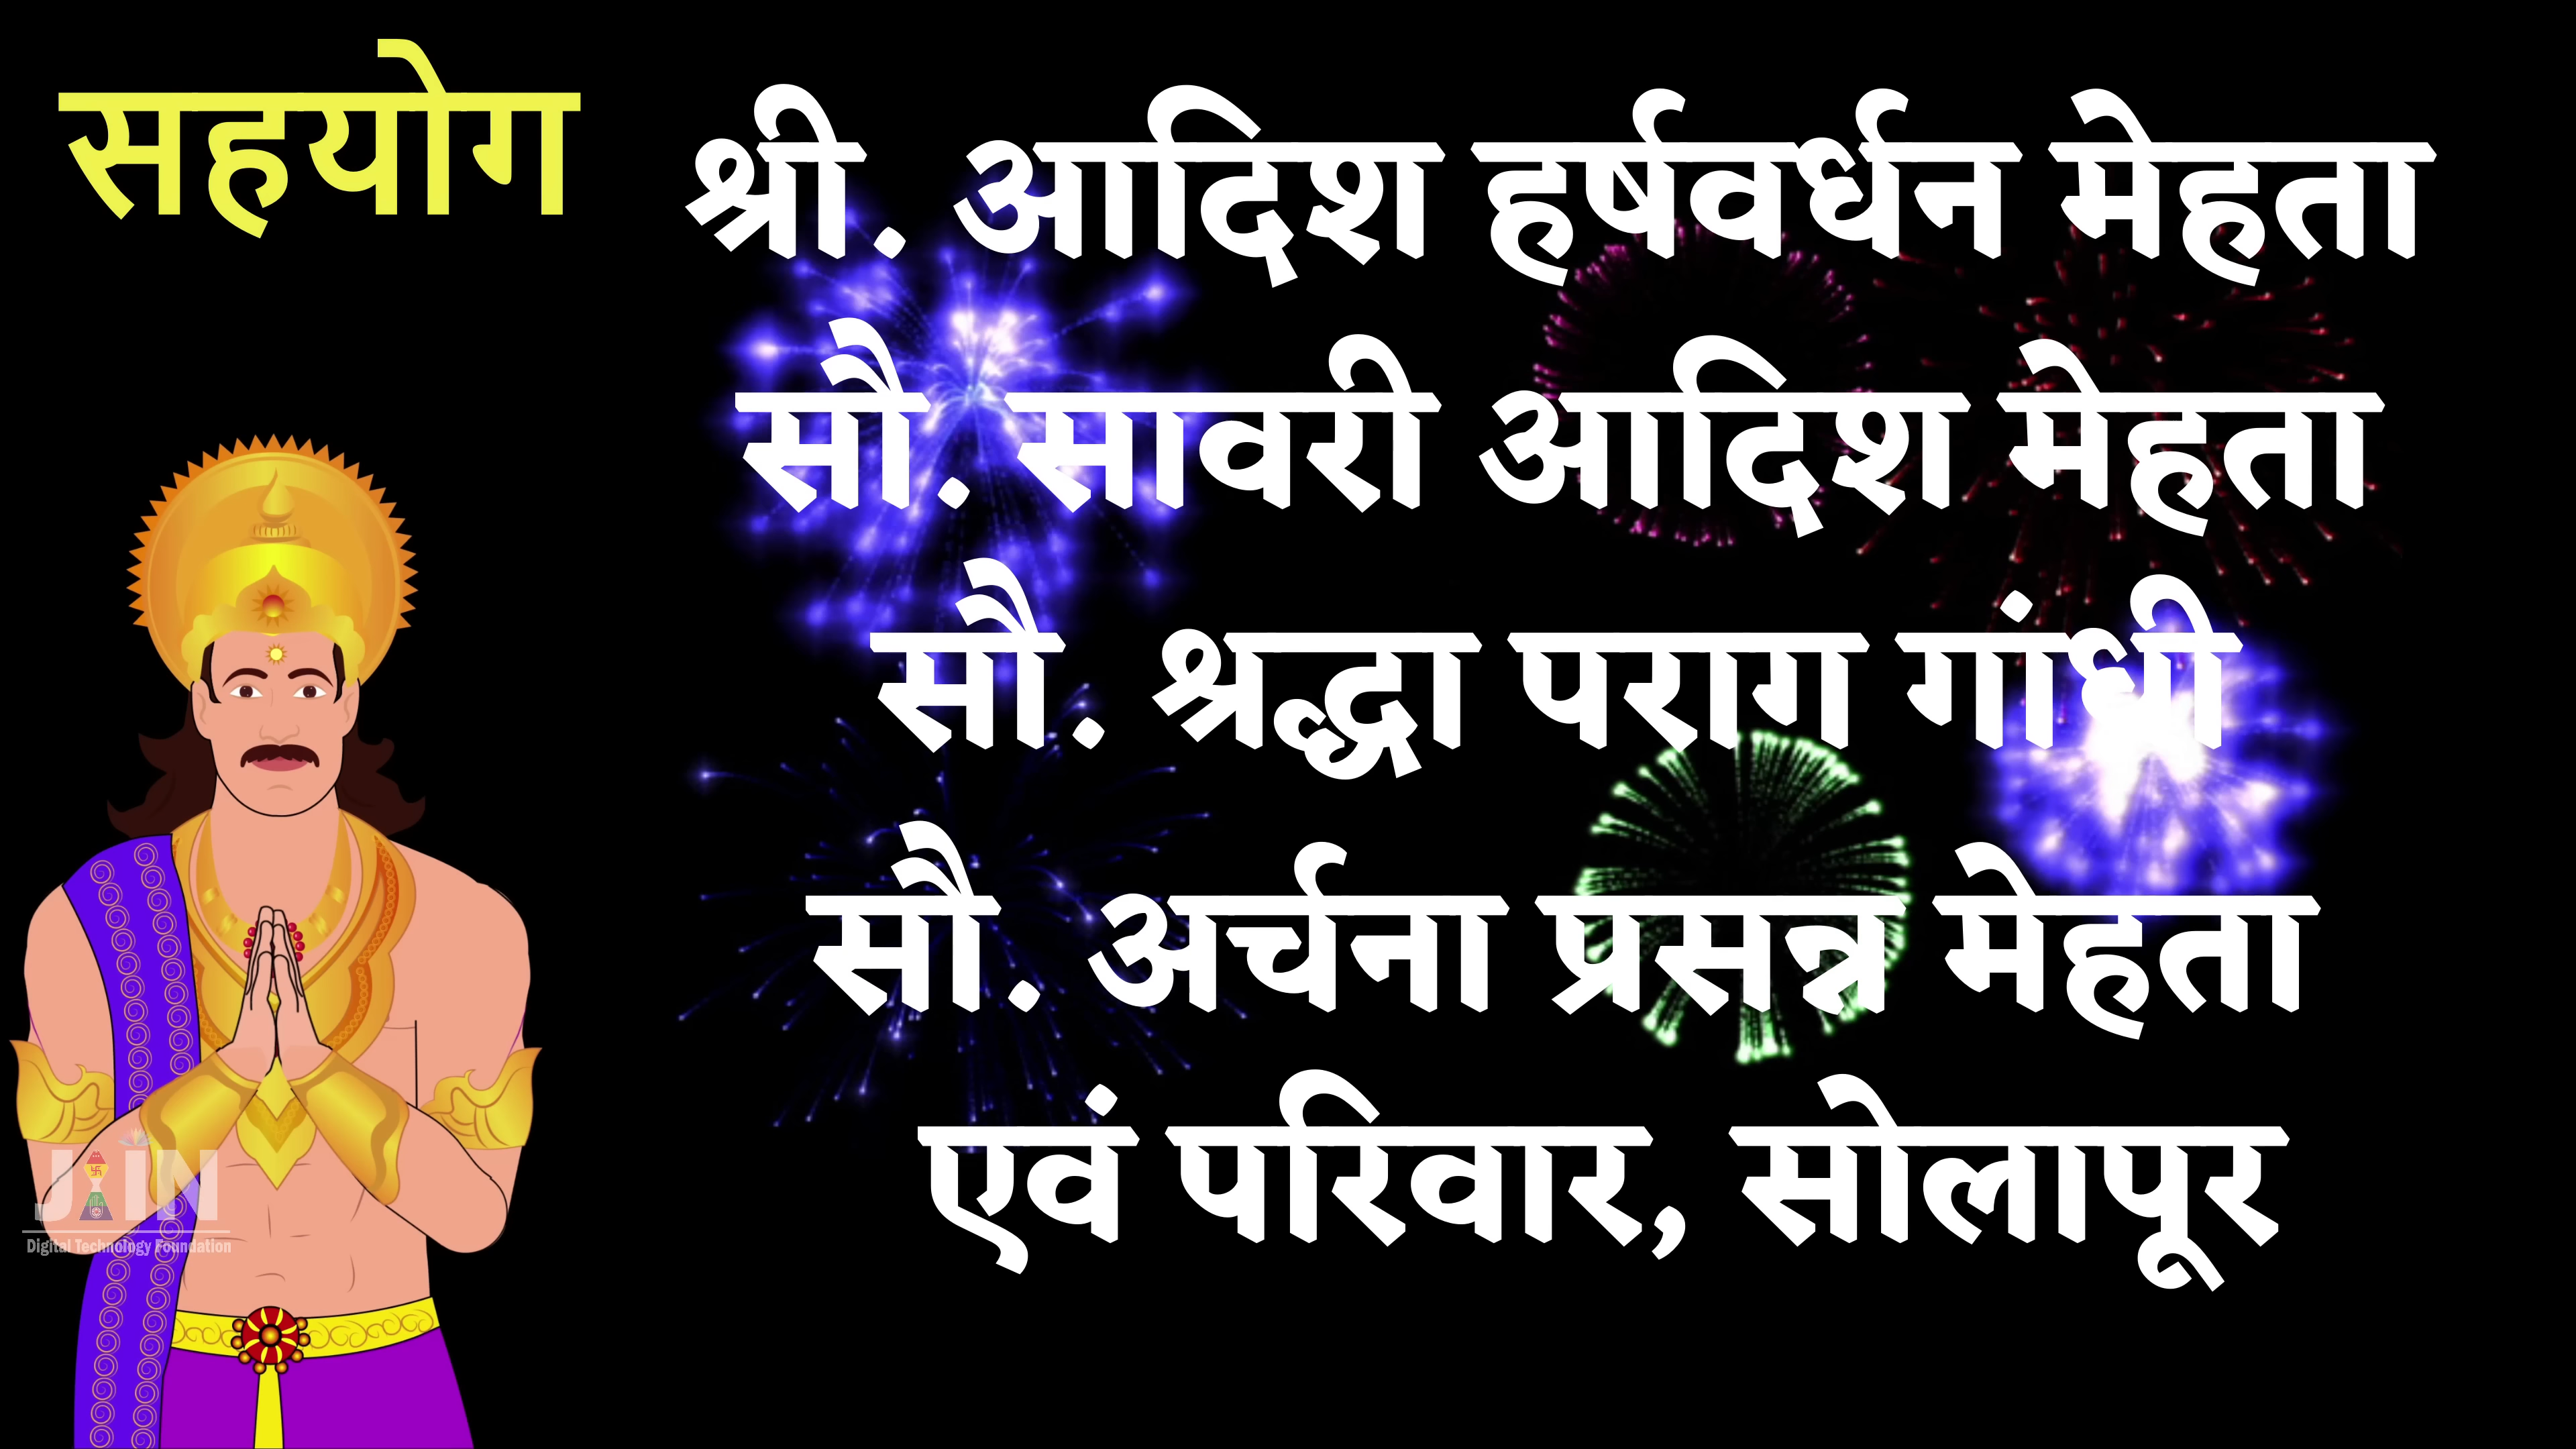 सहयोग
श्री. आदिश हर्षवर्धन मेहता
सौ. सावरी आदिश मेहता
सौ. श्रद्धा पराग गांधी
सौ. अर्चना प्रसन्न मेहता
एवं परिवार, सोलापूर
JAIN
Digital Technology Foundation